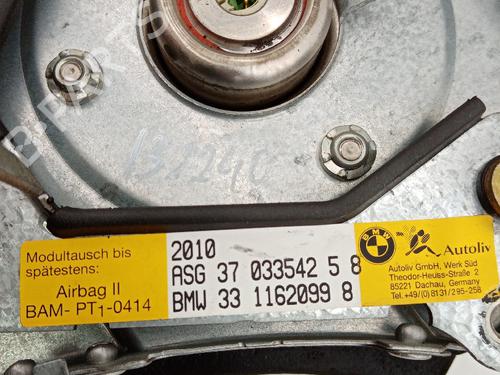 132240
Modultausch bis
spätestens:
Airbag II
BAM- PT1-0414
2010
ASG 37 033542 5 8
BMW 33 1162099 8
BMW
Autoliv
Autoliv GmbH, Werk Süd
Theodor-Heuss-Straße 2
85221 Dachau, Germany
Tel.+49/(0)8131/295-258